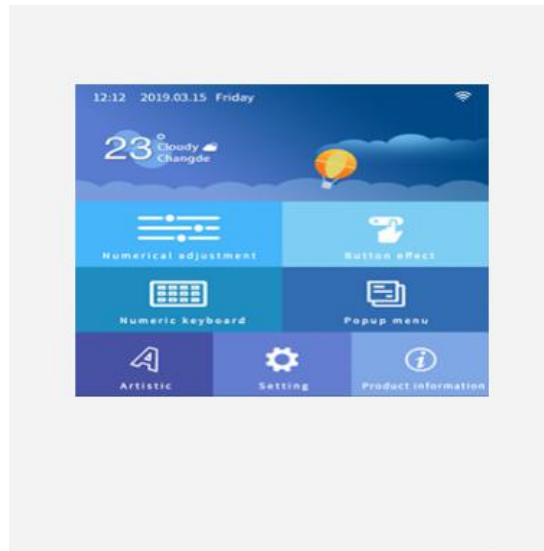 12:12 2019.03.15 Friday
23°
Cloudy
Changde
Numerical adjustment
Button effect
Numeric keyboard
Popup menu
Artistic
Setting
Product information